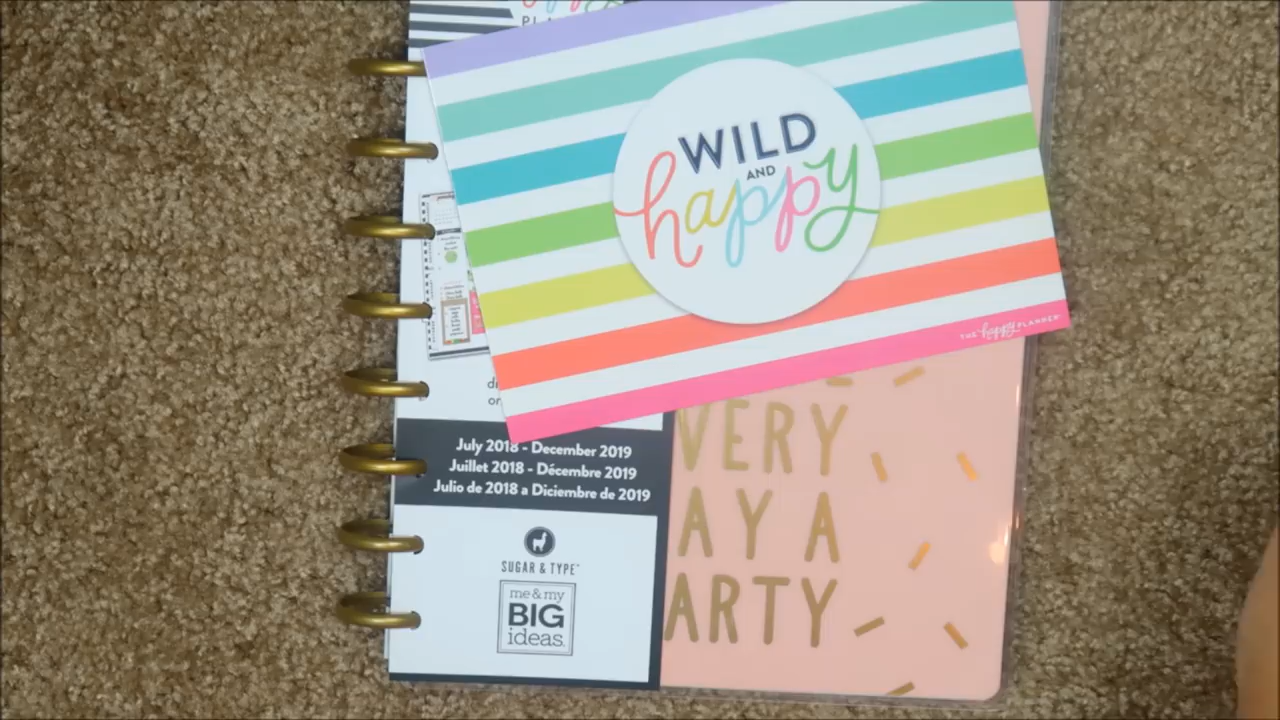 WILD
AND
happy
THE happy PLANNER
July 2018 - December 2019
Juillet 2018 - Décembre 2019
Julio de 2018 a Diciembre de 2019
SUGAR & TYPE™
me & my
BIG
ideas.
VERY
AY A
ARTY